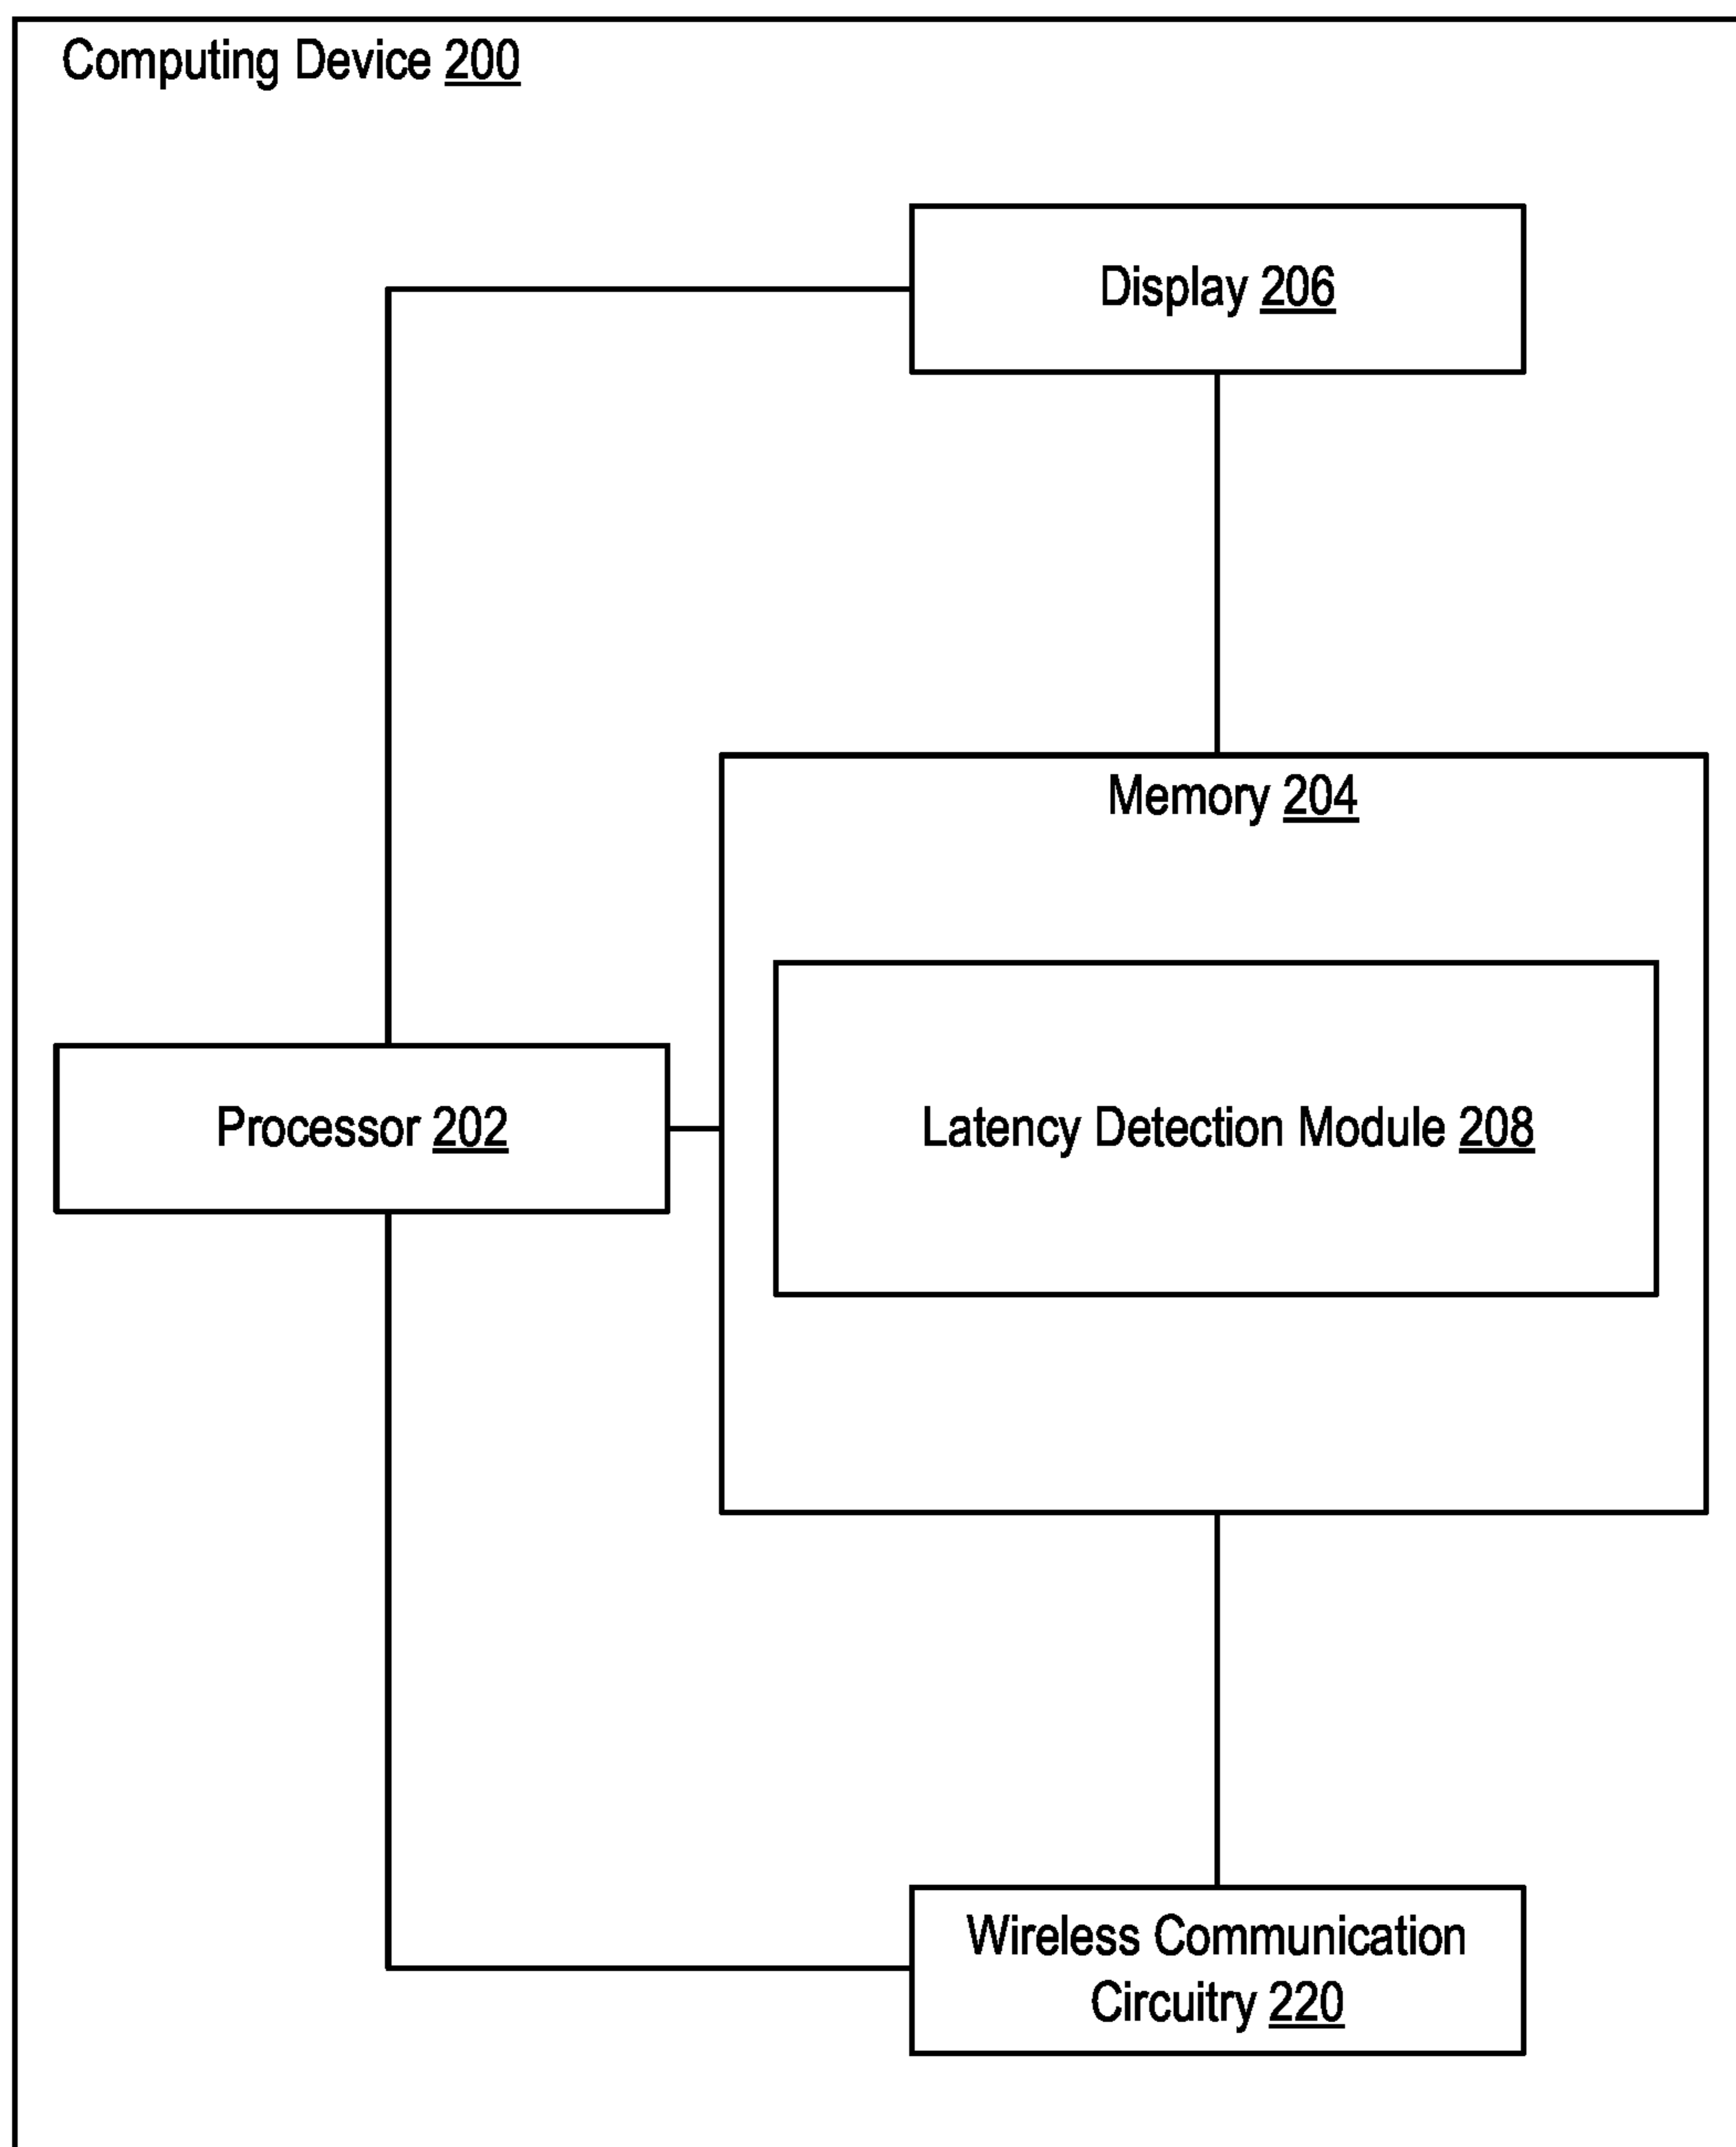 Computing Device 200
Display 206
Memory 204
Processor 202
Latency Detection Module 208
Wireless Communication
Circuitry 220